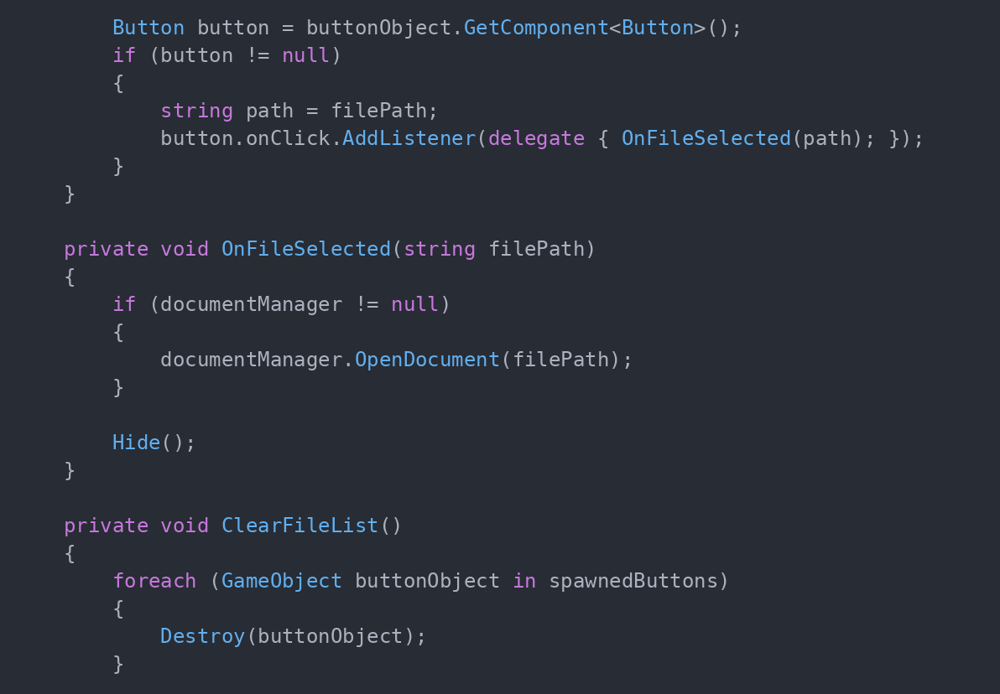 Button button = buttonObject.GetComponent<Button>();
if (button != null)
{
string path = filePath;
button.onClick.AddListener(delegate { OnFileSelected(path); });
}
}
private void OnFileSelected(string filePath)
{
if (documentManager != null)
{
documentManager.OpenDocument(filePath);
}
Hide();
}
private void ClearFileList()
{
foreach (GameObject buttonObject in spawnedButtons)
{
Destroy(buttonObject);
}